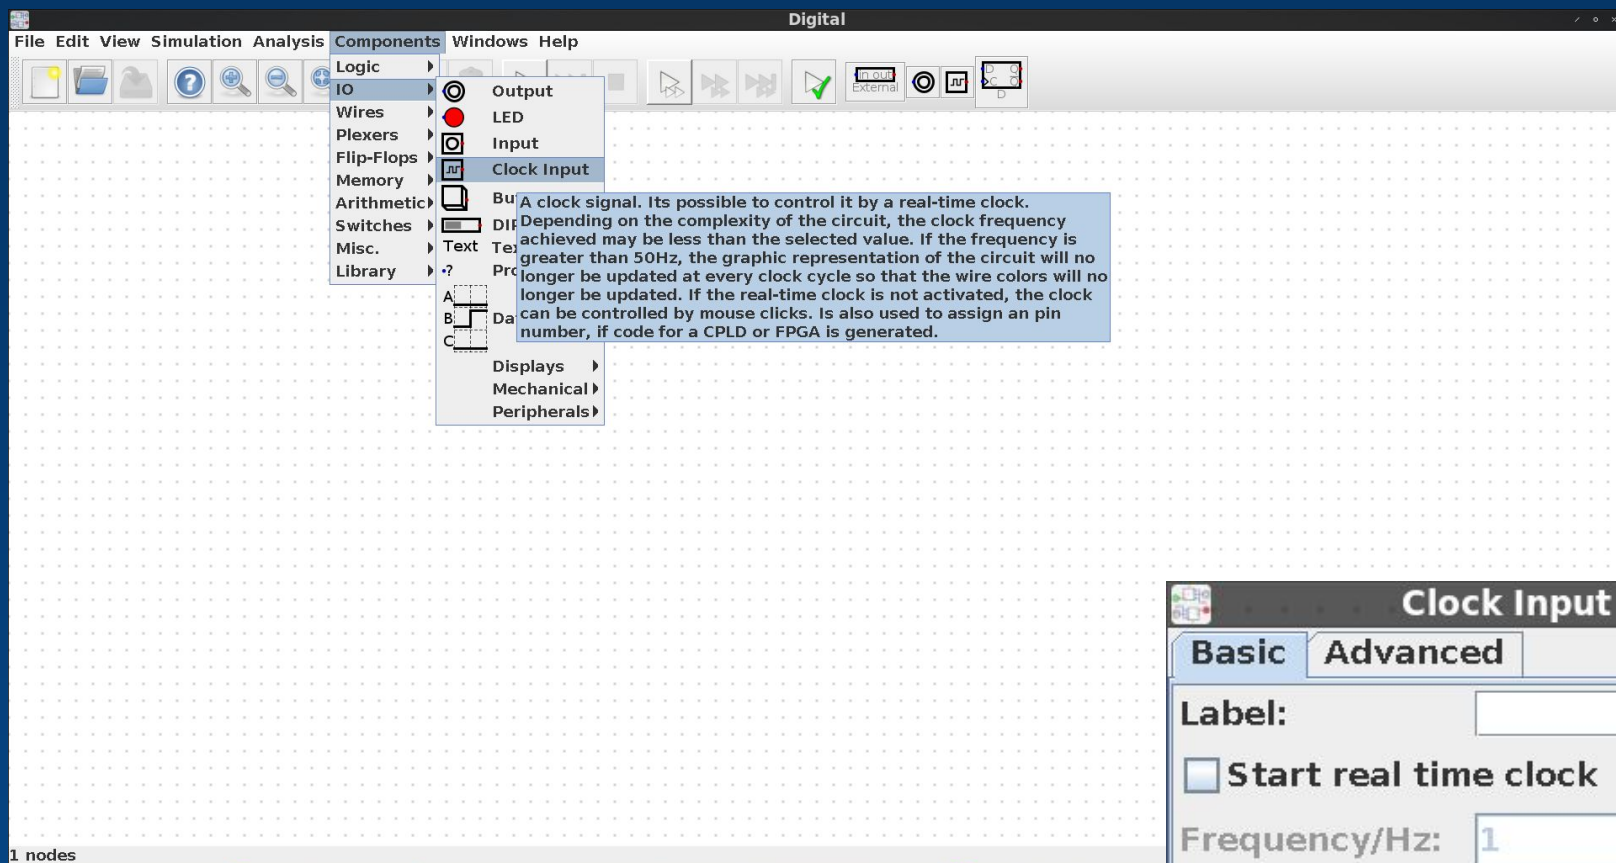 Digital
File Edit View Simulation Analysis Components Windows Help
in out
External
D Q
C Q
D
Logic
IO
Wires
Plexers
Flip-Flops
Memory
Arithmetic
Switches
Misc.
Library
Output
LED
Input
Clock Input
Bu
DIP
Text Te
Pro
A
B Da
C
Displays
Mechanical
Peripherals
A clock signal. Its possible to control it by a real-time clock.
Depending on the complexity of the circuit, the clock frequency
achieved may be less than the selected value. If the frequency is
greater than 50Hz, the graphic representation of the circuit will no
longer be updated at every clock cycle so that the wire colors will no
longer be updated. If the real-time clock is not activated, the clock
can be controlled by mouse clicks. Is also used to assign an pin
number, if code for a CPLD or FPGA is generated.
Clock Input
Basic Advanced
Label:
Start real time clock
Frequency/Hz: 1
1 nodes